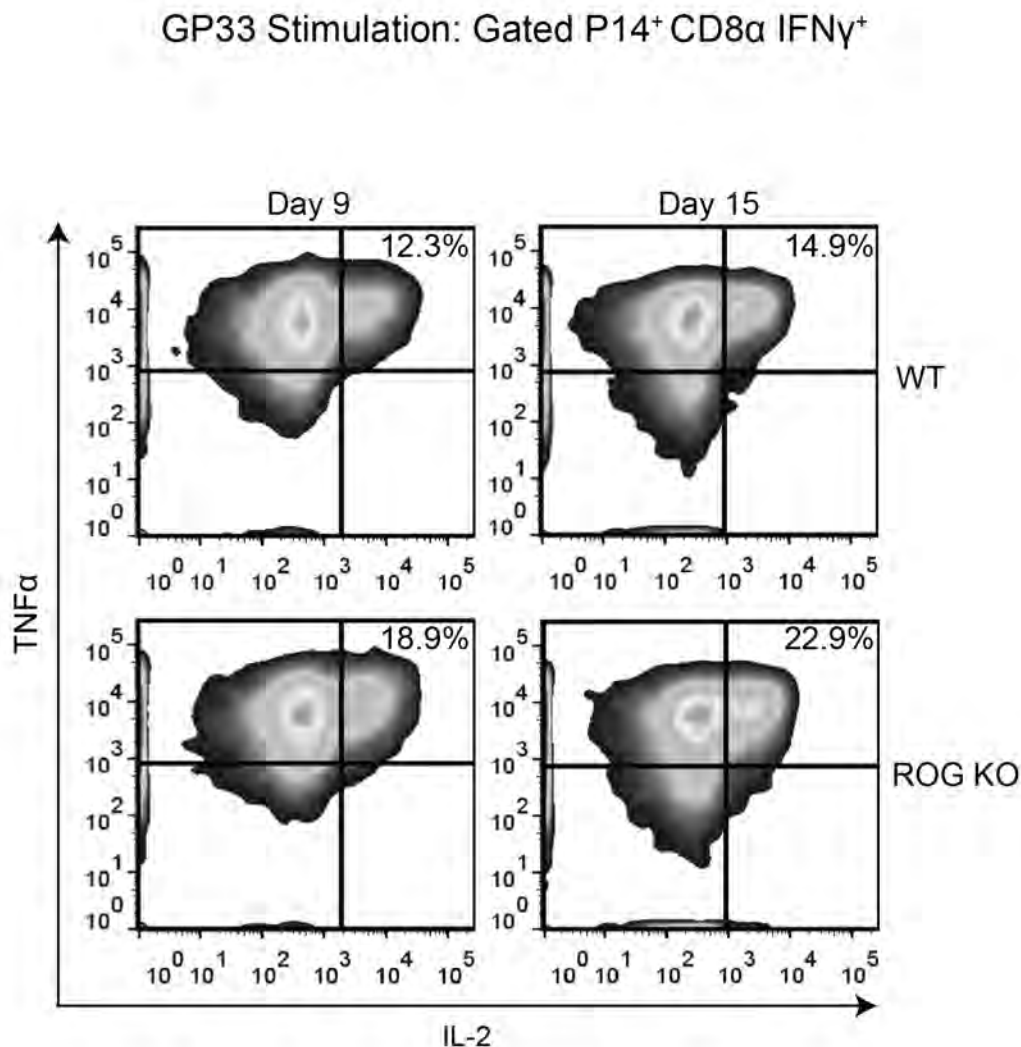 GP33 Stimulation: Gated P14⁺ CD8α IFNγ⁺
Day 9
Day 15
10⁵
10⁴
10³
10²
10¹
10⁰
12.3%
10⁰ 10¹ 10² 10³ 10⁴ 10⁵
10⁵
10⁴
10³
10²
10¹
10⁰
14.9%
10⁰ 10¹ 10² 10³ 10⁴ 10⁵
WT
10⁵
10⁴
10³
10²
10¹
10⁰
18.9%
10⁰ 10¹ 10² 10³ 10⁴ 10⁵
10⁵
10⁴
10³
10²
10¹
10⁰
22.9%
10⁰ 10¹ 10² 10³ 10⁴ 10⁵
ROG KO
TNFα
IL-2